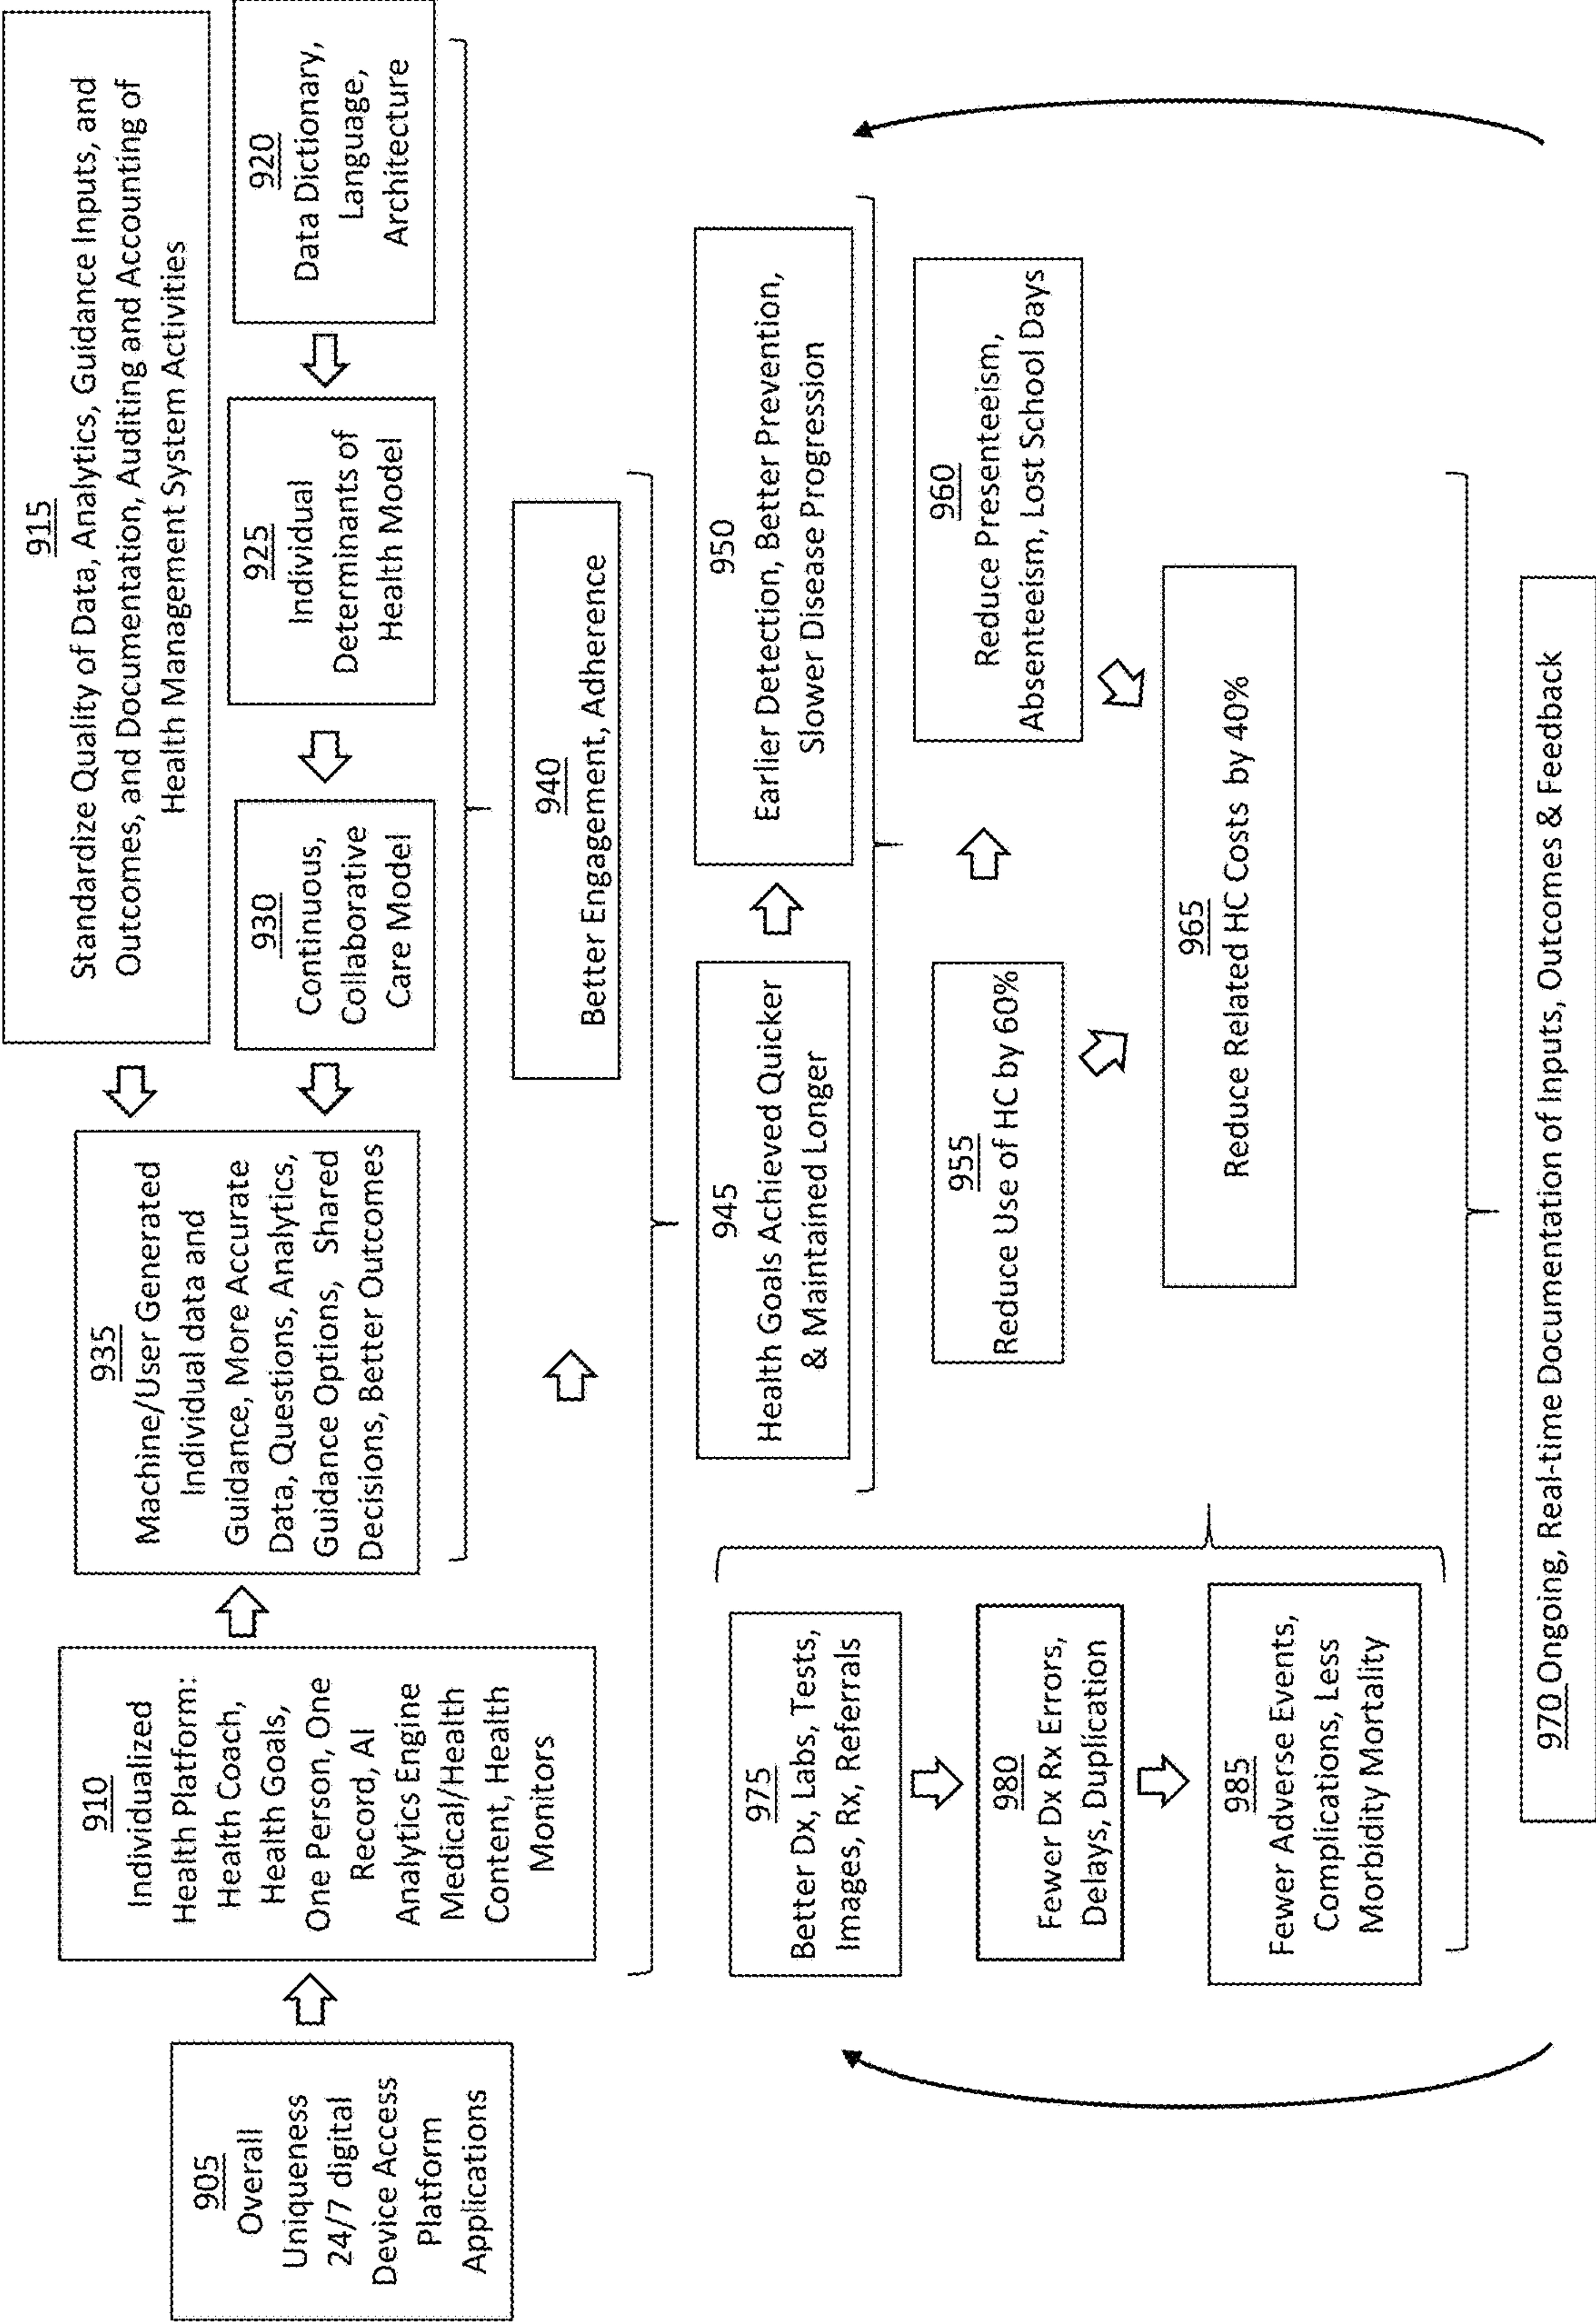 905
Overall
Uniqueness
24/7 digital
Device Access
Platform
Applications
910
Individualized
Health Platform:
Health Coach,
Health Goals,
One Person, One
Record, AI
Analytics Engine
Medical/Health
Content, Health
Monitors
935
Machine/User Generated
Individual data and
Guidance, More Accurate
Data, Questions, Analytics,
Guidance Options, Shared
Decisions, Better Outcomes
915
Standardize Quality of Data, Analytics, Guidance Inputs, and
Outcomes, and Documentation, Auditing and Accounting of
Health Management System Activities
930
Continuous,
Collaborative
Care Model
925
Individual
Determinants of
Health Model
920
Data Dictionary,
Language,
Architecture
940
Better Engagement, Adherence
945
Health Goals Achieved Quicker
& Maintained Longer
950
Earlier Detection, Better Prevention,
Slower Disease Progression
975
Better Dx, Labs, Tests,
Images, Rx, Referrals
980
Fewer Dx Rx Errors,
Delays, Duplication
985
Fewer Adverse Events,
Complications, Less
Morbidity Mortality
955
Reduce Use of HC by 60%
960
Reduce Presenteeism,
Absenteeism, Lost School Days
965
Reduce Related HC Costs by 40%
970 Ongoing, Real-time Documentation of Inputs, Outcomes & Feedback